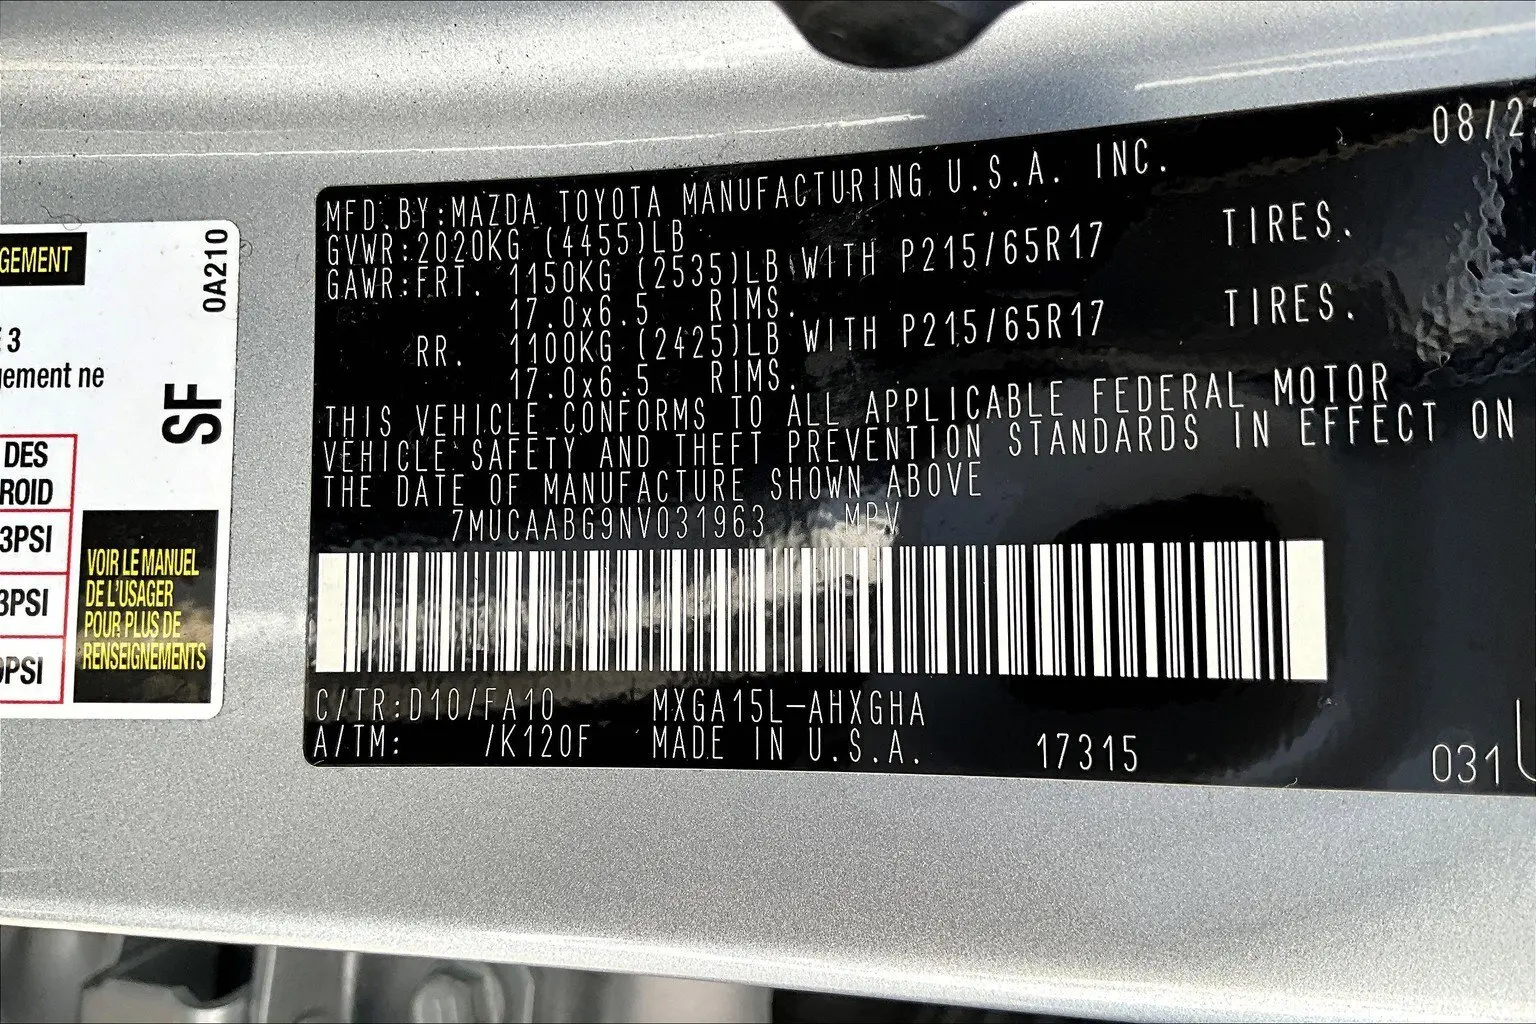 GEMENT
0A210
3
gement ne
SF
DES
ROID
3PSI
3PSI
0PSI
VOIR LE MANUEL
DE L'USAGER
POUR PLUS DE
RENSEIGNEMENTS
08/2
MFD.BY:MAZDA TOYOTA MANUFACTURING U.S.A. INC.
GVWR:2020KG (4455)LB
GAWR:FRT. 1150KG (2535)LB WITH P215/65R17 TIRES.
17.0x6.5 RIMS.
RR. 1100KG (2425)LB WITH P215/65R17 TIRES.
17.0x6.5 RIMS.
THIS VEHICLE CONFORMS TO ALL APPLICABLE FEDERAL MOTOR
VEHICLE SAFETY AND THEFT PREVENTION STANDARDS IN EFFECT ON
THE DATE OF MANUFACTURE SHOWN ABOVE
7MUCAABG9NV031963 MPV
C/TR:D10/FA10 MXGA15L-AHXGHA
A/TM: /K120F MADE IN U.S.A. 17315 031